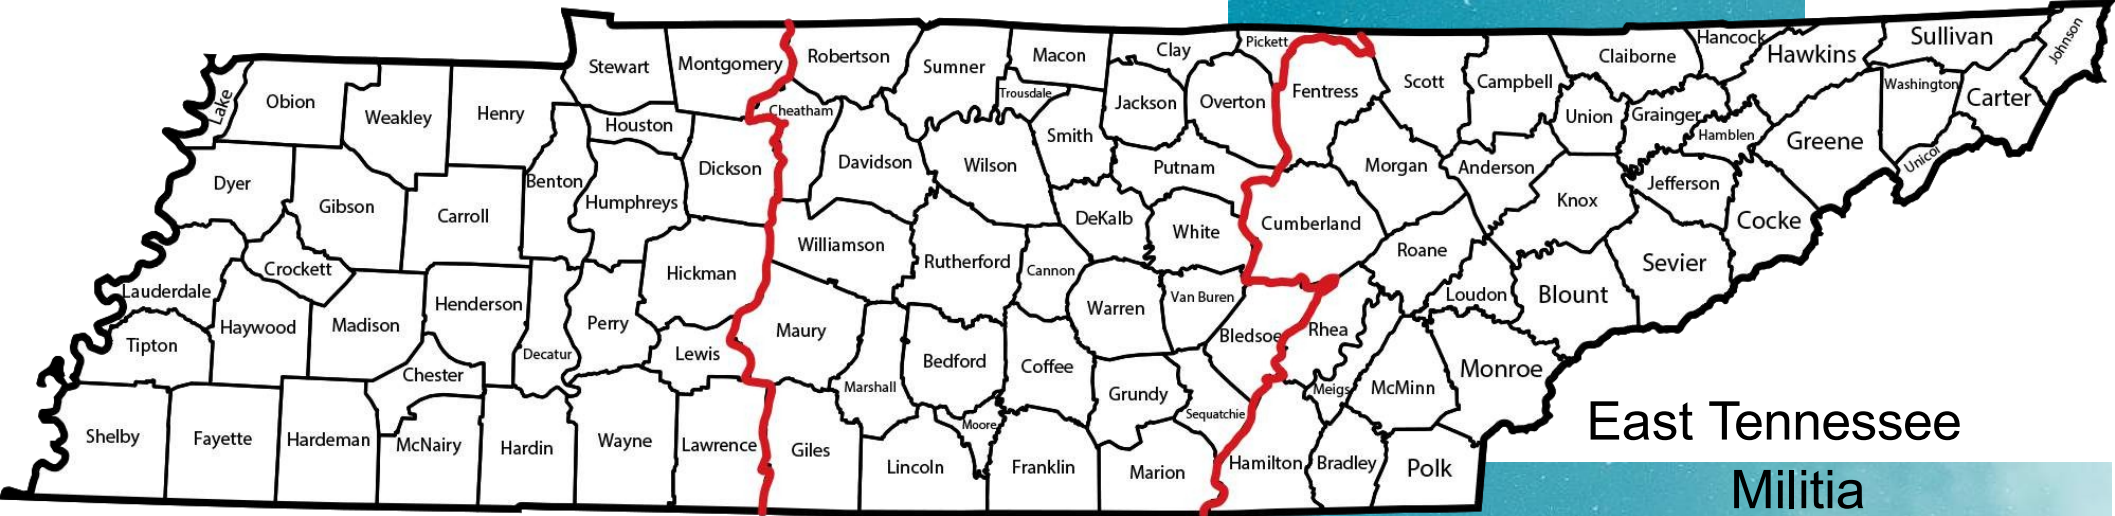 Lake
Obion
Weakley
Henry
Stewart
Montgomery
Robertson
Sumner
Macon
Clay
Pickett
Fentress
Scott
Campbell
Claiborne
Hancock
Hawkins
Sullivan
Johnson
Houston
Cheatham
Trousdale
Smith
Jackson
Overton
Union
Grainger
Hamblen
Greene
Washington
Carter
Unicoi
Dyer
Gibson
Carroll
Benton
Humphreys
Dickson
Davidson
Wilson
Putnam
Morgan
Anderson
Knox
Jefferson
Cocke
DeKalb
White
Cumberland
Roane
Sevier
Lauderdale
Crockett
Henderson
Hickman
Williamson
Rutherford
Cannon
Warren
Van Buren
Bledsoe
Rhea
Loudon
Blount
Tipton
Haywood
Madison
Decatur
Perry
Lewis
Maury
Marshall
Bedford
Coffee
Grundy
Sequatchie
Meigs
McMinn
Monroe
Chester
Shelby
Fayette
Hardeman
McNairy
Hardin
Wayne
Lawrence
Giles
Lincoln
Moore
Franklin
Marion
Hamilton
Bradley
Polk
East Tennessee
Militia